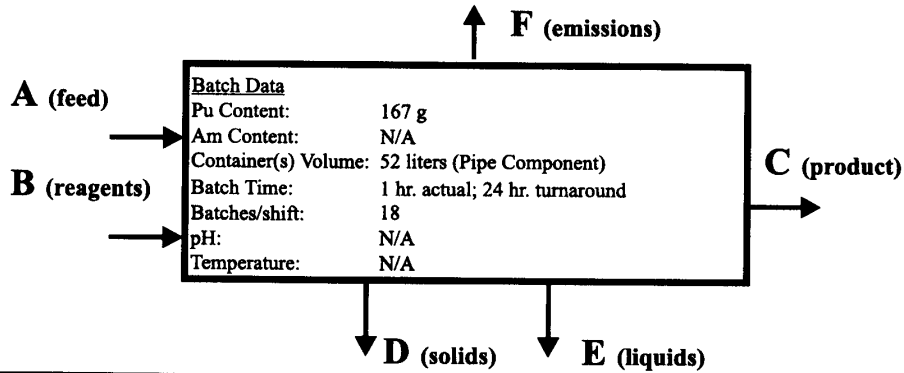 F (emissions)
A (feed)
B (reagents)
Batch Data
Pu Content: 167 g
Am Content: N/A
Container(s) Volume: 52 liters (Pipe Component)
Batch Time: 1 hr. actual; 24 hr. turnaround
Batches/shift: 18
pH: N/A
Temperature: N/A
C (product)
D (solids)
E (liquids)